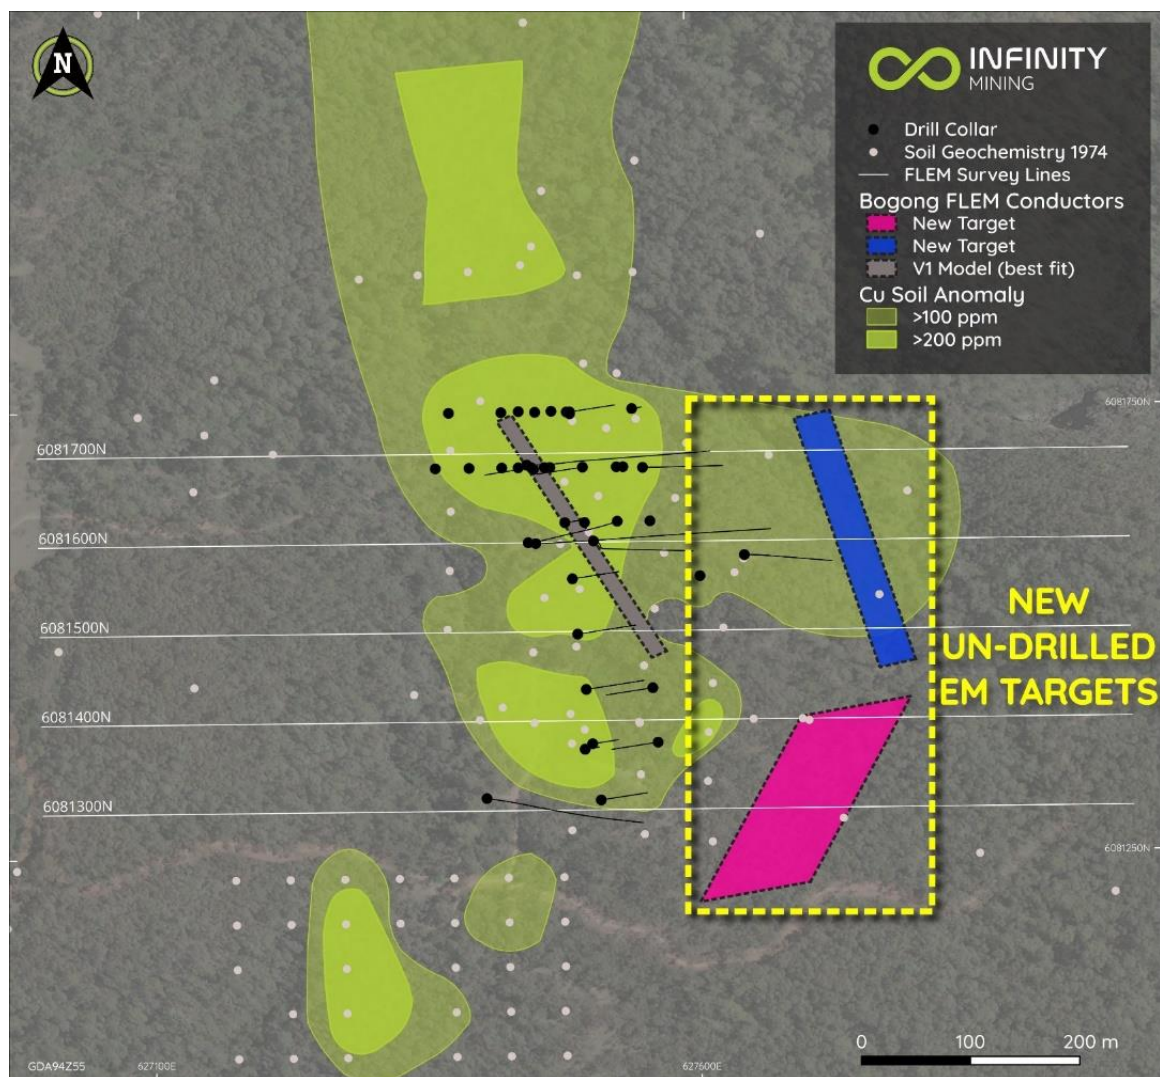 N
INFINITY
MINING
Drill Collar
Soil Geochemistry 1974
FLEM Survey Lines
Bogong FLEM Conductors
New Target
New Target
V1 Model (best fit)
Cu Soil Anomaly
>100 ppm
>200 ppm
6081750N
6081700N
6081600N
6081500N
6081400N
6081300N
6081250N
NEW
UN-DRILLED
EM TARGETS
0 100 200 m
GDA94Z55
627100E
627600E